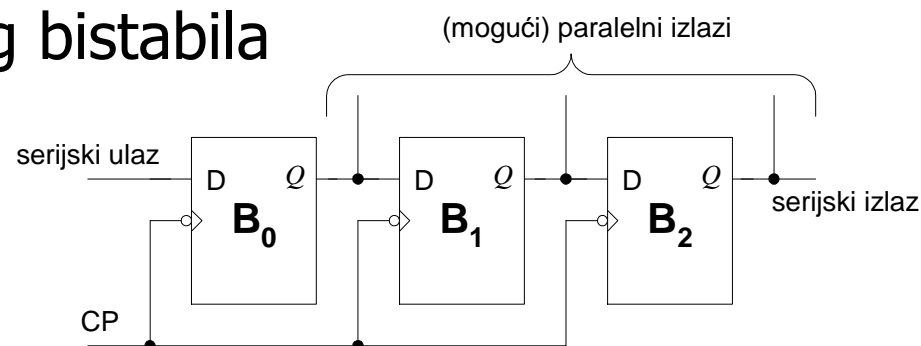 g bistabila
(mogući) paralelni izlazi
serijski ulaz
D Q D Q D Q
serijski izlaz
B0 B1 B2
CP